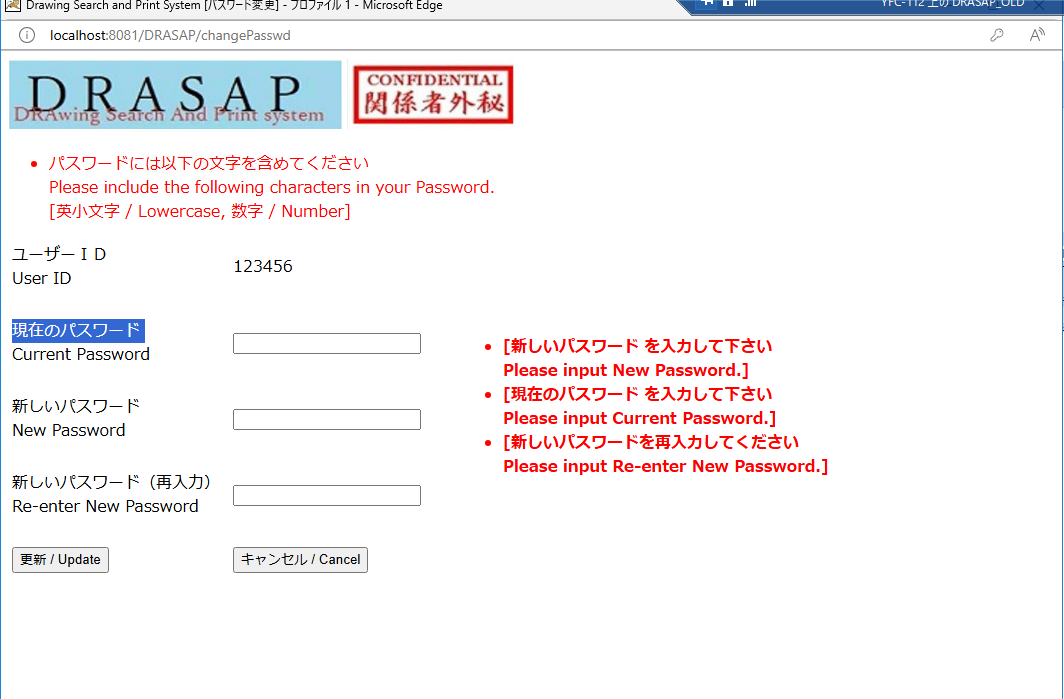 Drawing Search and Print System [パスワード変更] - プロファイル 1 - Microsoft Edge
YFC-112 上の DRASAP_OLD
localhost:8081/DRASAP/changePasswd
DRASAP
DRAwing Search And Print system
CONFIDENTIAL
関係者外秘
パスワードには以下の文字を含めてください
Please include the following characters in your Password.
[英小文字 / Lowercase, 数字 / Number]
ユーザーＩＤ
User ID
123456
現在のパスワード
Current Password
[新しいパスワード を入力して下さい
Please input New Password.]
[現在のパスワード を入力して下さい
Please input Current Password.]
[新しいパスワードを再入力してください
Please input Re-enter New Password.]
新しいパスワード
New Password
新しいパスワード（再入力）
Re-enter New Password
更新 / Update
キャンセル / Cancel